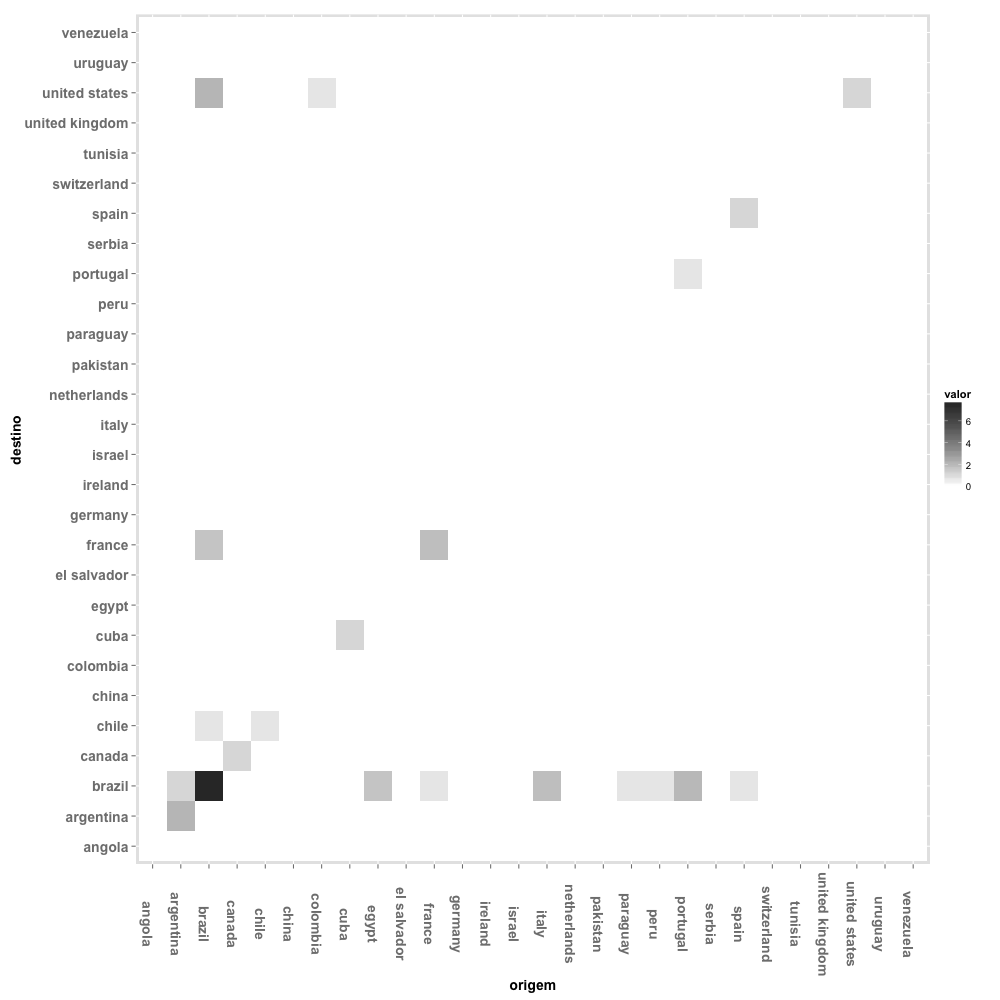 venezuela
uruguay
united states
united kingdom
tunisia
switzerland
spain
serbia
portugal
peru
paraguay
pakistan
netherlands
italy
israel
ireland
germany
france
el salvador
egypt
cuba
colombia
china
chile
canada
brazil
argentina
angola
destino
valor
6
4
2
0
angola
argentina
brazil
canada
chile
china
colombia
cuba
egypt
el salvador
france
germany
ireland
israel
italy
netherlands
pakistan
paraguay
peru
portugal
serbia
spain
switzerland
tunisia
united kingdom
united states
uruguay
venezuela
origem